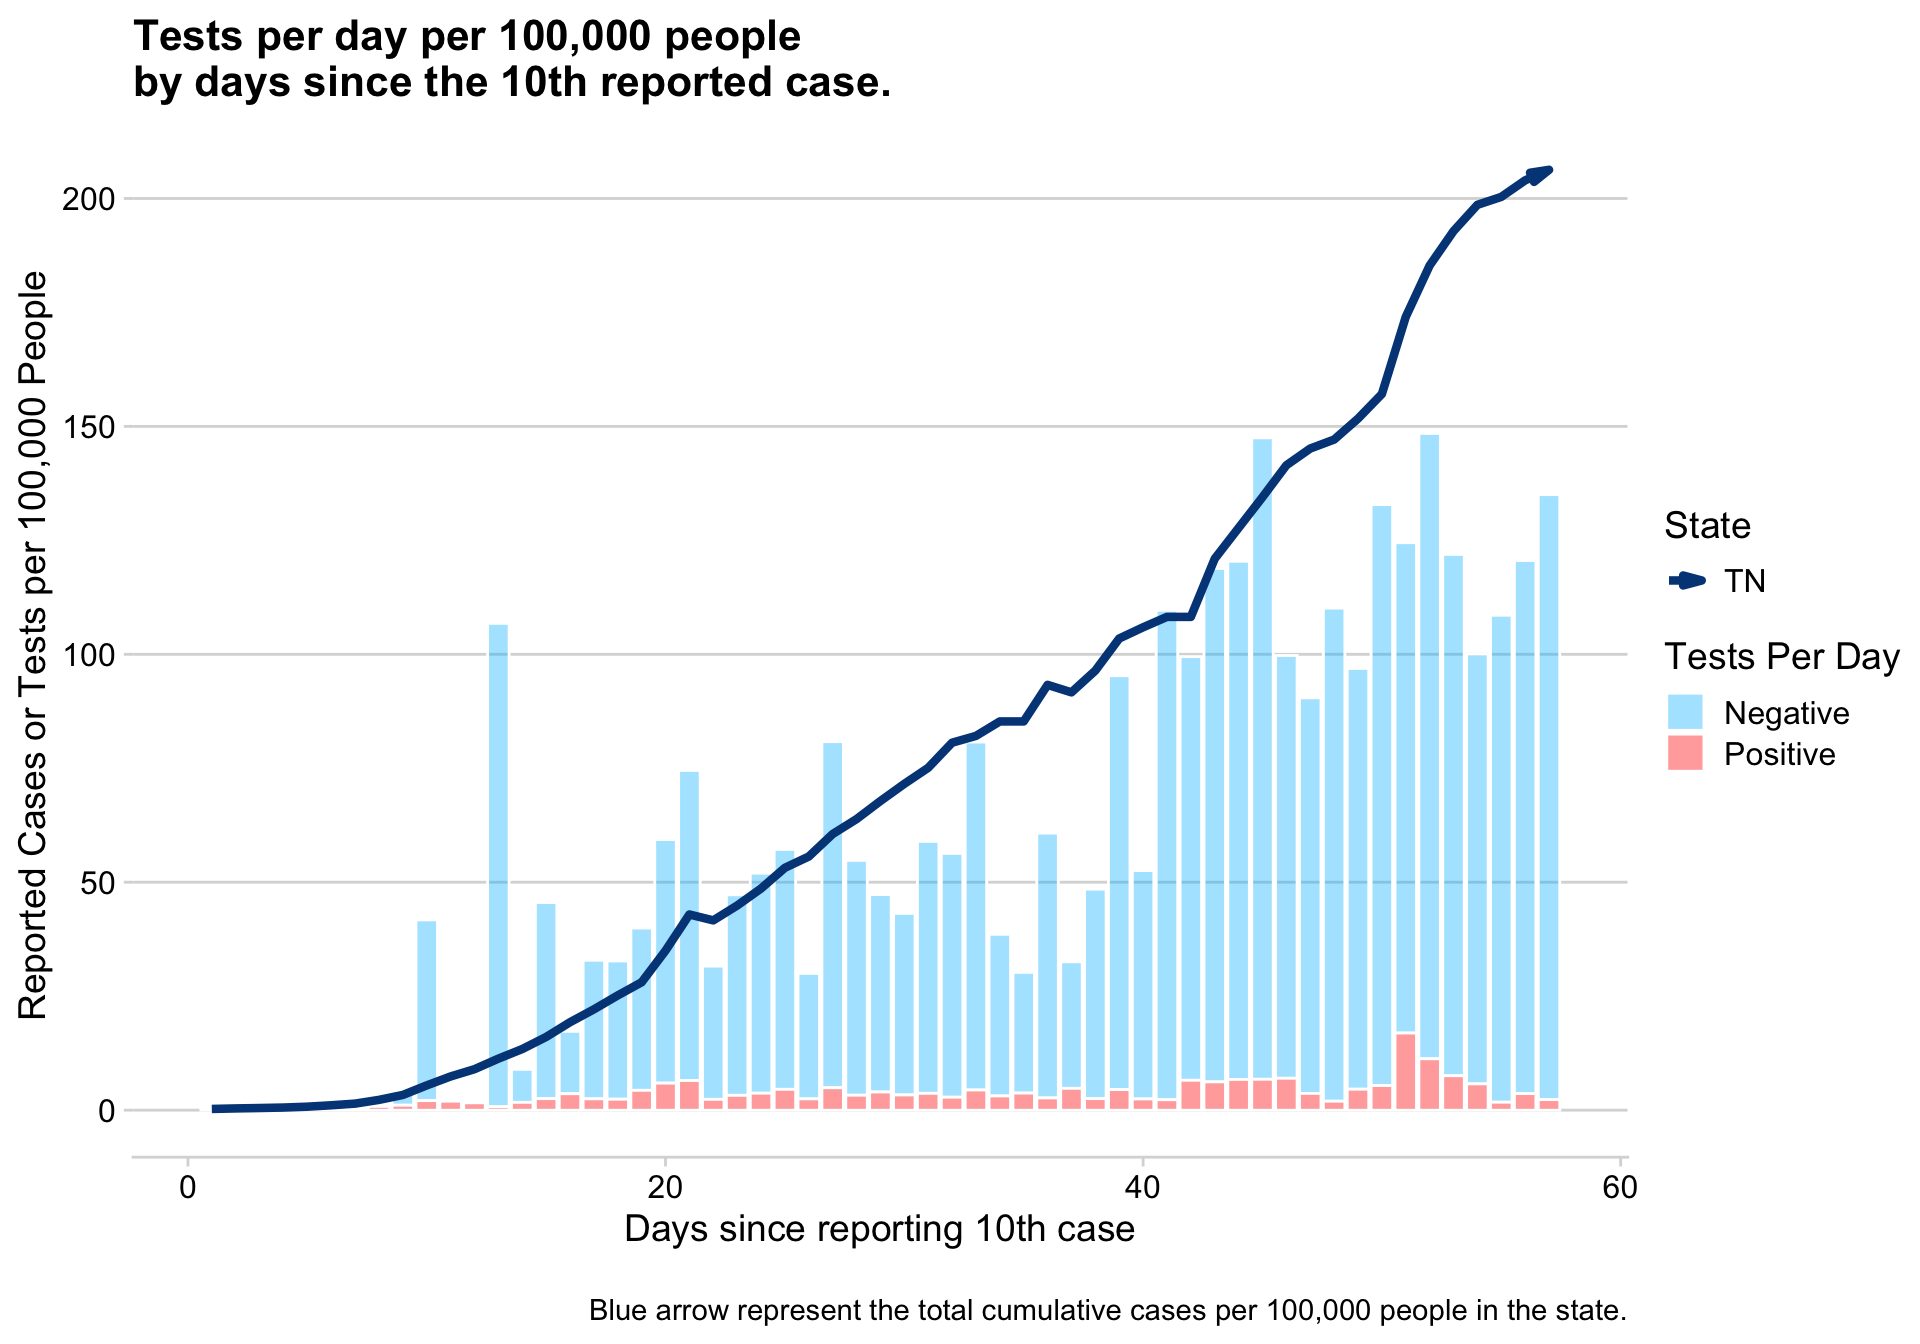 Tests per day per 100,000 people
by days since the 10th reported case.
Reported Cases or Tests per 100,000 People
200
150
100
50
0
0
20
40
60
Days since reporting 10th case
State
TN
Tests Per Day
Negative
Positive
Blue arrow represent the total cumulative cases per 100,000 people in the state.